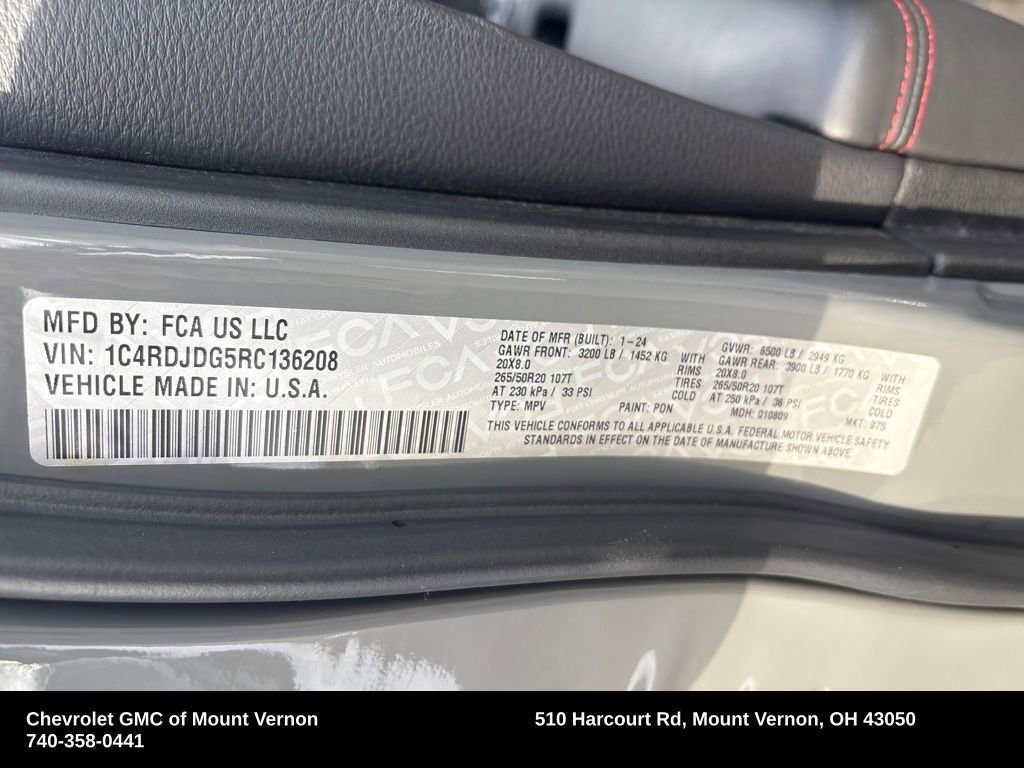 MFD BY: FCA US LLC
VIN: 1C4RDJDG5RC136208
VEHICLE MADE IN: U.S.A.
DATE OF MFR (BUILT): 1-24 GVWR: 6500 LB / 2949 KG
GAWR FRONT: 3200 LB / 1452 KG WITH GAWR REAR: 3900 LB / 1770 KG WITH
20X8.0 RIMS 20X8.0 RIMS
265/50R20 107T TIRES 265/50R20 107T TIRES
AT 230 kPa / 33 PSI COLD AT 250 kPa / 36 PSI COLD
TYPE: MPV PAINT: PDN MDH: 010809 MKT: 875
THIS VEHICLE CONFORMS TO ALL APPLICABLE U.S.A. FEDERAL MOTOR VEHICLE SAFETY
STANDARDS IN EFFECT ON THE DATE OF MANUFACTURE SHOWN ABOVE.
Chevrolet GMC of Mount Vernon 510 Harcourt Rd, Mount Vernon, OH 43050
740-358-0441